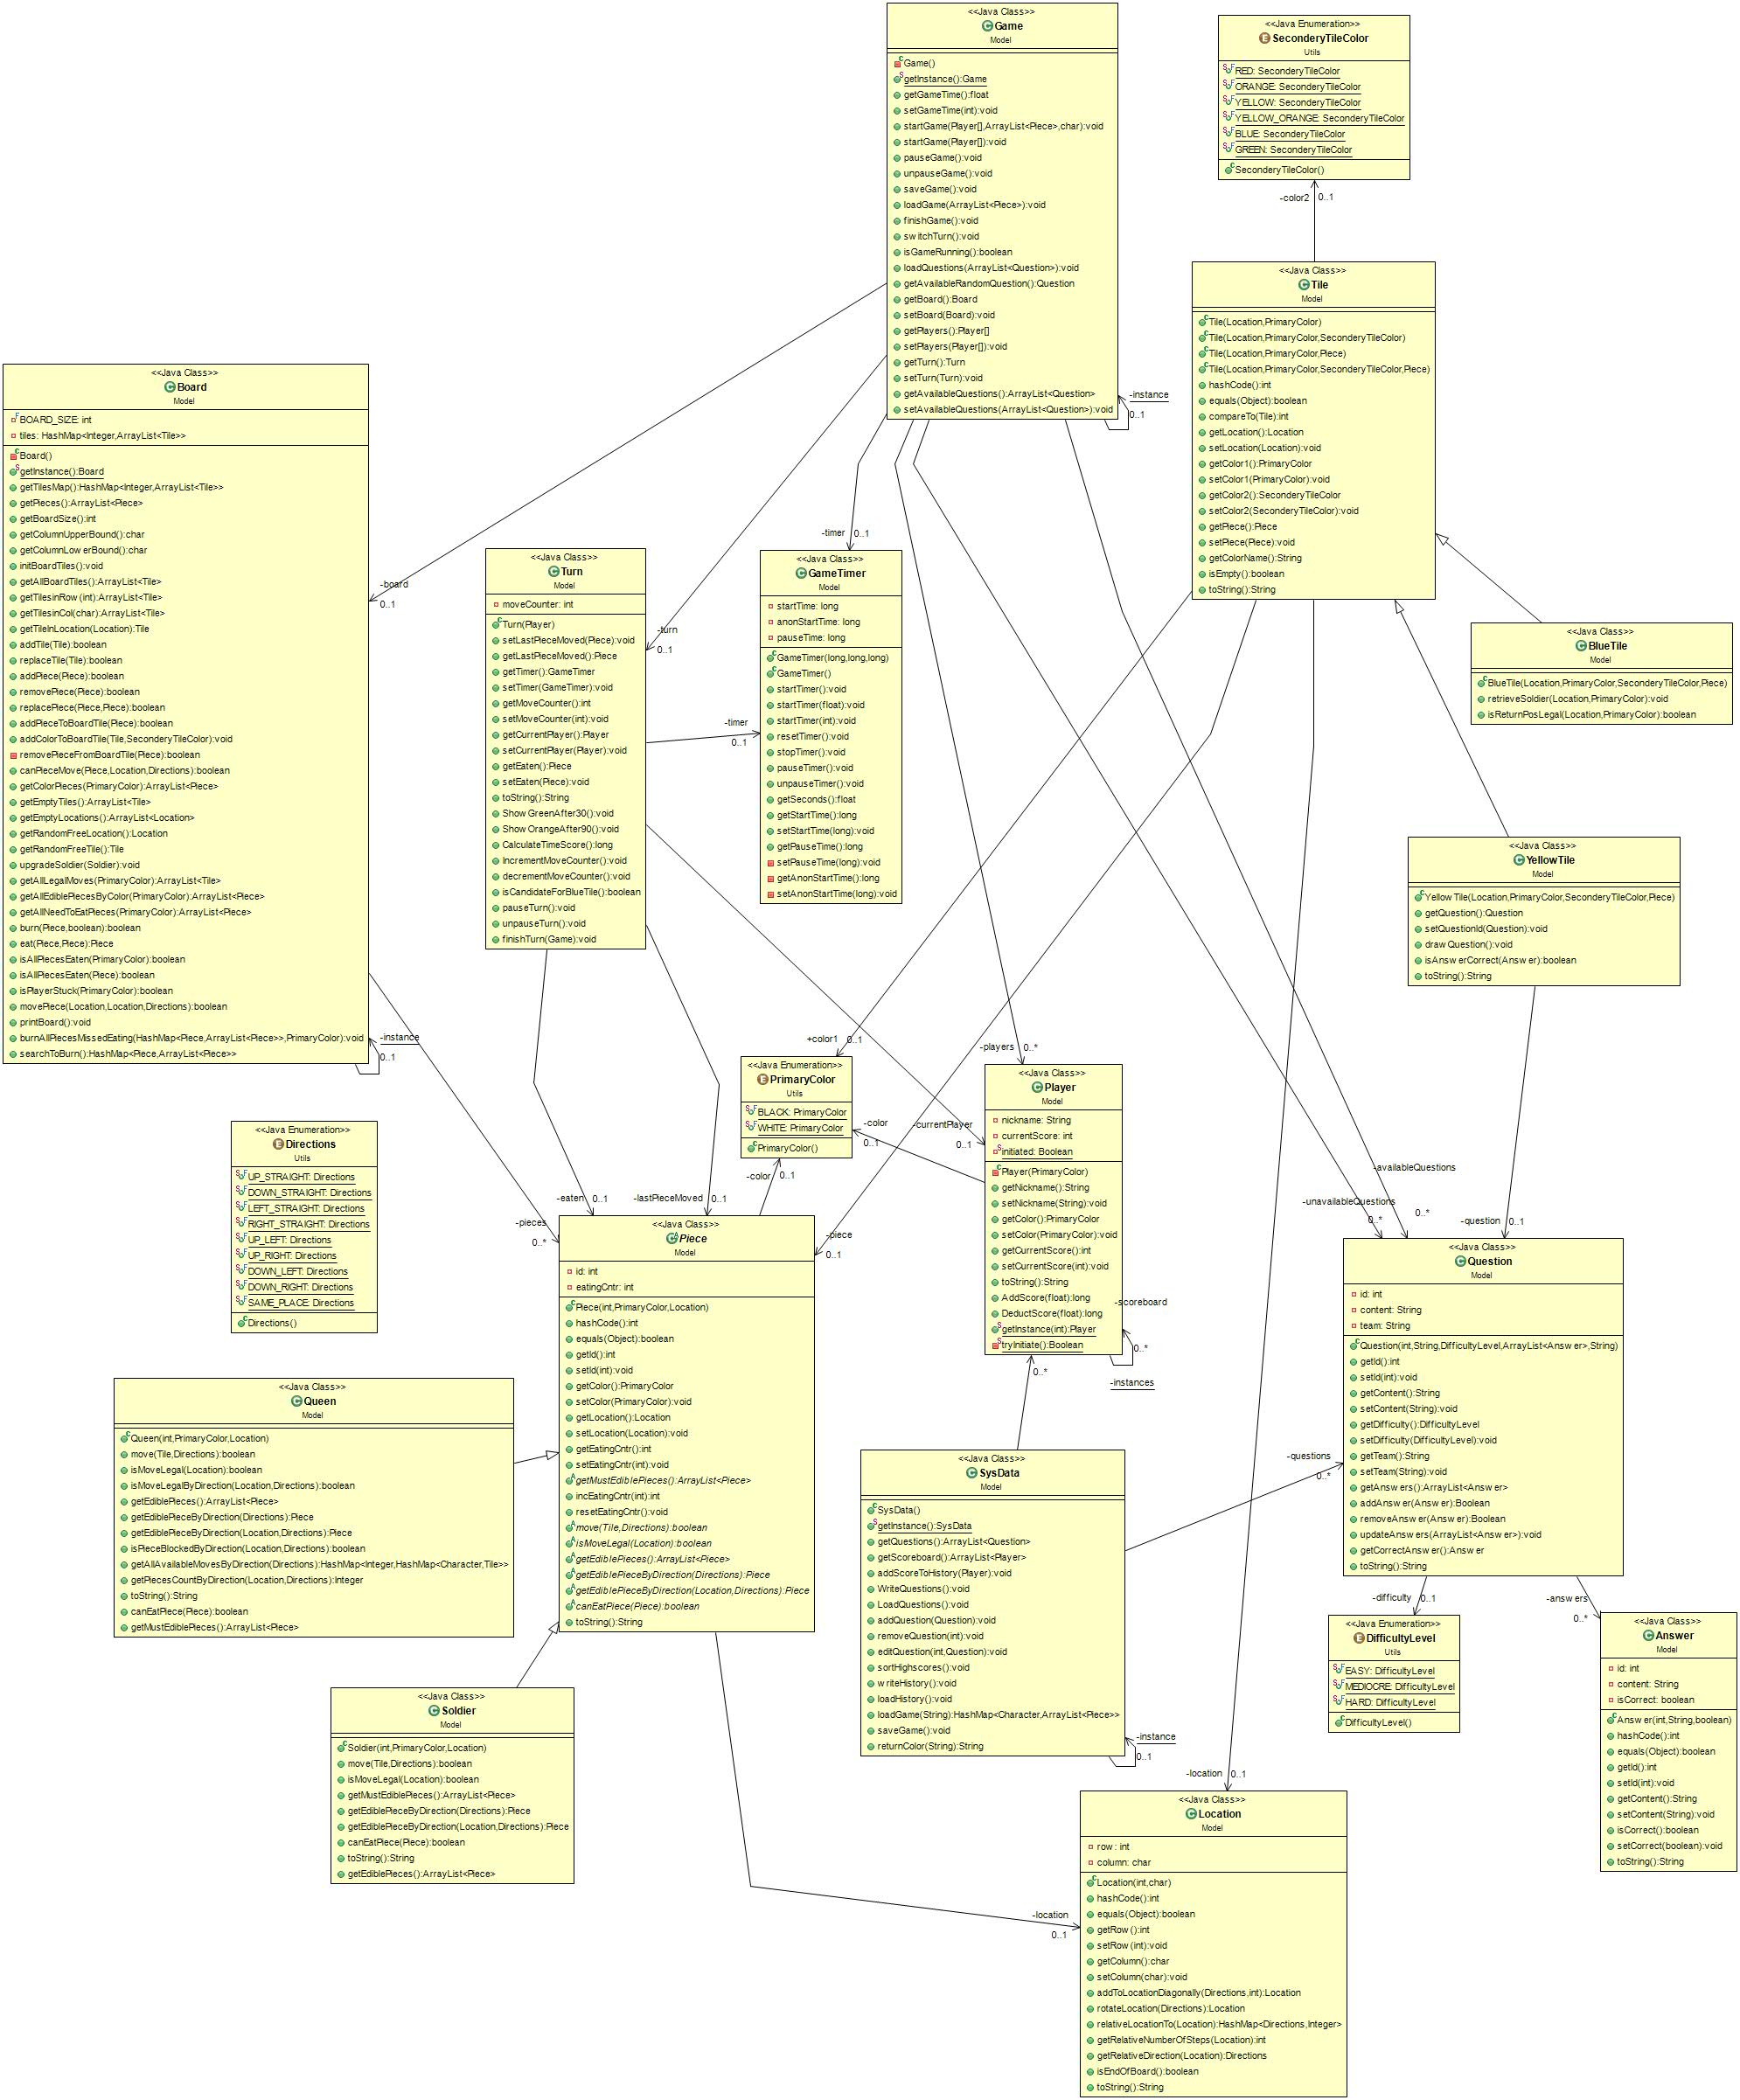 <<Java Class>>
Game
Model
Game()
getInstance():Game
getGameTime():float
setGameTime(int):void
startGame(Player[],ArrayList<Piece>,char):void
startGame(Player[]):void
pauseGame():void
unpauseGame():void
saveGame():void
loadGame(ArrayList<Piece>):void
finishGame():void
switchTurn():void
isGameRunning():boolean
loadQuestions(ArrayList<Question>):void
getAvailableRandomQuestion():Question
getBoard():Board
setBoard(Board):void
getPlayers():Player[]
setPlayers(Player[]):void
getTurn():Turn
setTurn(Turn):void
getAvailableQuestions():ArrayList<Question>
setAvailableQuestions(ArrayList<Question>):void
-instance
0..1
<<Java Enumeration>>
SeconderyTileColor
Utils
RED: SeconderyTileColor
ORANGE: SeconderyTileColor
YELLOW: SeconderyTileColor
YELLOW_ORANGE: SeconderyTileColor
BLUE: SeconderyTileColor
GREEN: SeconderyTileColor
SeconderyTileColor()
-color2
0..1
<<Java Class>>
Tile
Model
Tile(Location,PrimaryColor)
Tile(Location,PrimaryColor,SeconderyTileColor)
Tile(Location,PrimaryColor,Piece)
Tile(Location,PrimaryColor,SeconderyTileColor,Piece)
hashCode():int
equals(Object):boolean
compareTo(Tile):int
getLocation():Location
setLocation(Location):void
getColor1():PrimaryColor
setColor1(PrimaryColor):void
getColor2():SeconderyTileColor
setColor2(SeconderyTileColor):void
getPiece():Piece
setPiece(Piece):void
getColorName():String
isEmpty():boolean
toString():String
<<Java Class>>
Board
Model
BOARD_SIZE: int
tiles: HashMap<Integer,ArrayList<Tile>>
Board()
getInstance():Board
getTilesMap():HashMap<Integer,ArrayList<Tile>>
getPieces():ArrayList<Piece>
getBoardSize():int
getColumnUpperBound():char
getColumnLowerBound():char
initBoardTiles():void
getAllBoardTiles():ArrayList<Tile>
getTilesInRow(int):ArrayList<Tile>
getTilesInCol(char):ArrayList<Tile>
getTileInLocation(Location):Tile
addTile(Tile):boolean
replaceTile(Tile):boolean
addPiece(Piece):boolean
removePiece(Piece):boolean
replacePiece(Piece,Piece):boolean
addPieceToBoardTile(Piece):boolean
addColorToBoardTile(Tile,SeconderyTileColor):void
removePieceFromBoardTile(Piece):boolean
canPieceMove(Piece,Location,Directions):boolean
getColorPieces(PrimaryColor):ArrayList<Piece>
getEmptyTiles():ArrayList<Tile>
getEmptyLocations():ArrayList<Location>
getRandomFreeLocation():Location
getRandomFreeTile():Tile
upgradeSoldier(Soldier):void
getAllLegalMoves(PrimaryColor):ArrayList<Tile>
getAllEdiblePiecesByColor(PrimaryColor):ArrayList<Piece>
getAllNeedToEatPieces(PrimaryColor):ArrayList<Piece>
burn(Piece,boolean):boolean
eat(Piece,Piece):Piece
isAllPiecesEaten(PrimaryColor):boolean
isAllPiecesEaten(Piece):boolean
isPlayerStuck(PrimaryColor):boolean
movePiece(Location,Location,Directions):boolean
printBoard():void
burnAllPiecesMissedEating(HashMap<Piece,ArrayList<Piece>>,PrimaryColor):void
searchToBurn():HashMap<Piece,ArrayList<Piece>>
-board
0..1
-instance
0..1
<<Java Class>>
Turn
Model
moveCounter: int
Turn(Player)
setLastPieceMoved(Piece):void
getLastPieceMoved():Piece
getTimer():GameTimer
setTimer(GameTimer):void
getMoveCounter():int
setMoveCounter(int):void
getCurrentPlayer():Player
setCurrentPlayer(Player):void
getEaten():Piece
setEaten(Piece):void
toString():String
ShowGreenAfter30():void
ShowOrangeAfter90():void
CalculateTimeScore():long
IncrementMoveCounter():void
decrementMoveCounter():void
isCandidateForBlueTile():boolean
pauseTurn():void
unpauseTurn():void
finishTurn(Game):void
-turn
0..1
-timer
0..1
-timer
0..1
<<Java Class>>
GameTimer
Model
startTime: long
anonStartTime: long
pauseTime: long
GameTimer(long,long,long)
GameTimer()
startTimer():void
startTimer(float):void
startTimer(int):void
resetTimer():void
stopTimer():void
pauseTimer():void
unpauseTimer():void
getSeconds():float
getStartTime():long
setStartTime(long):void
getPauseTime():long
setPauseTime(long):void
getAnonStartTime():long
setAnonStartTime(long):void
<<Java Class>>
BlueTile
Model
BlueTile(Location,PrimaryColor,SeconderyTileColor,Piece)
retrieveSoldier(Location,PrimaryColor):void
isReturnPosLegal(Location,PrimaryColor):boolean
<<Java Class>>
YellowTile
Model
YellowTile(Location,PrimaryColor,SeconderyTileColor,Piece)
getQuestion():Question
setQuestionId(Question):void
drawQuestion():void
isAnswerCorrect(Answer):boolean
toString():String
+color1
0..1
<<Java Enumeration>>
PrimaryColor
Utils
BLACK: PrimaryColor
WHITE: PrimaryColor
PrimaryColor()
-color
0..1
-color
0..1
-players
0..*
-currentPlayer
0..1
<<Java Class>>
Player
Model
nickname: String
currentScore: int
initiated: Boolean
Player(PrimaryColor)
getNickname():String
setNickname(String):void
getColor():PrimaryColor
setColor(PrimaryColor):void
getCurrentScore():int
setCurrentScore(int):void
toString():String
AddScore(float):long
DeductScore(float):long
getInstance(int):Player
tryInitiate():Boolean
-scoreboard
0..*
-instances
0..*
<<Java Enumeration>>
Directions
Utils
UP_STRAIGHT: Directions
DOWN_STRAIGHT: Directions
LEFT_STRAIGHT: Directions
RIGHT_STRAIGHT: Directions
UP_LEFT: Directions
UP_RIGHT: Directions
DOWN_LEFT: Directions
DOWN_RIGHT: Directions
SAME_PLACE: Directions
Directions()
-eaten
0..1
-lastPieceMoved
0..1
-pieces
0..*
-piece
0..1
<<Java Class>>
Piece
Model
id: int
eatingCntr: int
Piece(int,PrimaryColor,Location)
hashCode():int
equals(Object):boolean
getId():int
setId(int):void
getColor():PrimaryColor
setColor(PrimaryColor):void
getLocation():Location
setLocation(Location):void
getEatingCntr():int
setEatingCntr(int):void
getMustEdiblePieces():ArrayList<Piece>
incEatingCntr(int):int
resetEatingCntr():void
move(Tile,Directions):boolean
isMoveLegal(Location):boolean
getEdiblePieces():ArrayList<Piece>
getEdiblePieceByDirection(Directions):Piece
getEdiblePieceByDirection(Location,Directions):Piece
canEatPiece(Piece):boolean
toString():String
-availableQuestions
0..*
-unavailableQuestions
0..*
-question
0..1
<<Java Class>>
Question
Model
id: int
content: String
team: String
Question(int,String,DifficultyLevel,ArrayList<Answer>,String)
getId():int
setId(int):void
getContent():String
setContent(String):void
getDifficulty():DifficultyLevel
setDifficulty(DifficultyLevel):void
getTeam():String
setTeam(String):void
getAnswers():ArrayList<Answer>
addAnswer(Answer):Boolean
removeAnswer(Answer):Boolean
updateAnswers(ArrayList<Answer>):void
getCorrectAnswer():Answer
toString():String
<<Java Class>>
Queen
Model
Queen(int,PrimaryColor,Location)
move(Tile,Directions):boolean
isMoveLegal(Location):boolean
isMoveLegalByDirection(Location,Directions):boolean
getEdiblePieces():ArrayList<Piece>
getEdiblePieceByDirection(Directions):Piece
getEdiblePieceByDirection(Location,Directions):Piece
isPieceBlockedByDirection(Location,Directions):boolean
getAllAvailableMovesByDirection(Directions):HashMap<Integer,HashMap<Character,Tile>>
getPiecesCountByDirection(Location,Directions):Integer
toString():String
canEatPiece(Piece):boolean
getMustEdiblePieces():ArrayList<Piece>
<<Java Class>>
SysData
Model
SysData()
getInstance():SysData
getQuestions():ArrayList<Question>
getScoreboard():ArrayList<Player>
addScoreToHistory(Player):void
WriteQuestions():void
LoadQuestions():void
addQuestion(Question):void
removeQuestion(int):void
editQuestion(int,Question):void
sortHighscores():void
writeHistory():void
loadHistory():void
loadGame(String):HashMap<Character,ArrayList<Piece>>
saveGame():void
returnColor(String):String
-questions
0..*
-instance
0..1
-difficulty
0..1
-answers
0..*
<<Java Enumeration>>
DifficultyLevel
Utils
EASY: DifficultyLevel
MEDIOCRE: DifficultyLevel
HARD: DifficultyLevel
DifficultyLevel()
<<Java Class>>
Answer
Model
id: int
content: String
isCorrect: boolean
Answer(int,String,boolean)
hashCode():int
equals(Object):boolean
getId():int
setId(int):void
getContent():String
setContent(String):void
isCorrect():boolean
setCorrect(boolean):void
toString():String
<<Java Class>>
Soldier
Model
Soldier(int,PrimaryColor,Location)
move(Tile,Directions):boolean
isMoveLegal(Location):boolean
getMustEdiblePieces():ArrayList<Piece>
getEdiblePieceByDirection(Directions):Piece
getEdiblePieceByDirection(Location,Directions):Piece
canEatPiece(Piece):boolean
toString():String
getEdiblePieces():ArrayList<Piece>
-location
0..1
-location
0..1
<<Java Class>>
Location
Model
row: int
column: char
Location(int,char)
hashCode():int
equals(Object):boolean
getRow():int
setRow(int):void
getColumn():char
setColumn(char):void
addToLocationDiagonally(Directions,int):Location
rotateLocation(Directions):Location
relativeLocationTo(Location):HashMap<Directions,Integer>
getRelativeNumberOfSteps(Location):int
getRelativeDirection(Location):Directions
isEndOfBoard():boolean
toString():String